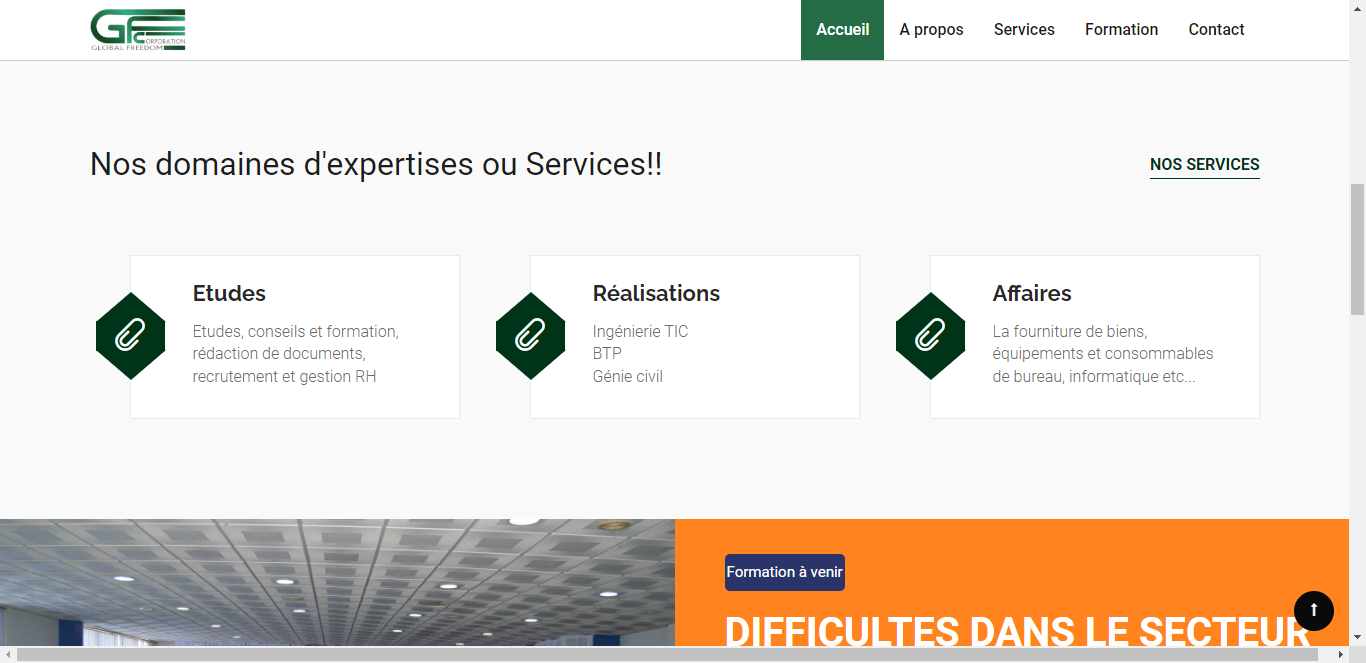 GFC
ORPORATION
GLOBAL FREEDOM
Accueil
A propos
Services
Formation
Contact
Nos domaines d'expertises ou Services!!
NOS SERVICES
Etudes
Etudes, conseils et formation,
rédaction de documents,
recrutement et gestion RH
Réalisations
Ingénierie TIC
BTP
Génie civil
Affaires
La fourniture de biens,
équipements et consommables
de bureau, informatique etc...
Formation à venir
DIFFICULTES DANS LE SECTEUR